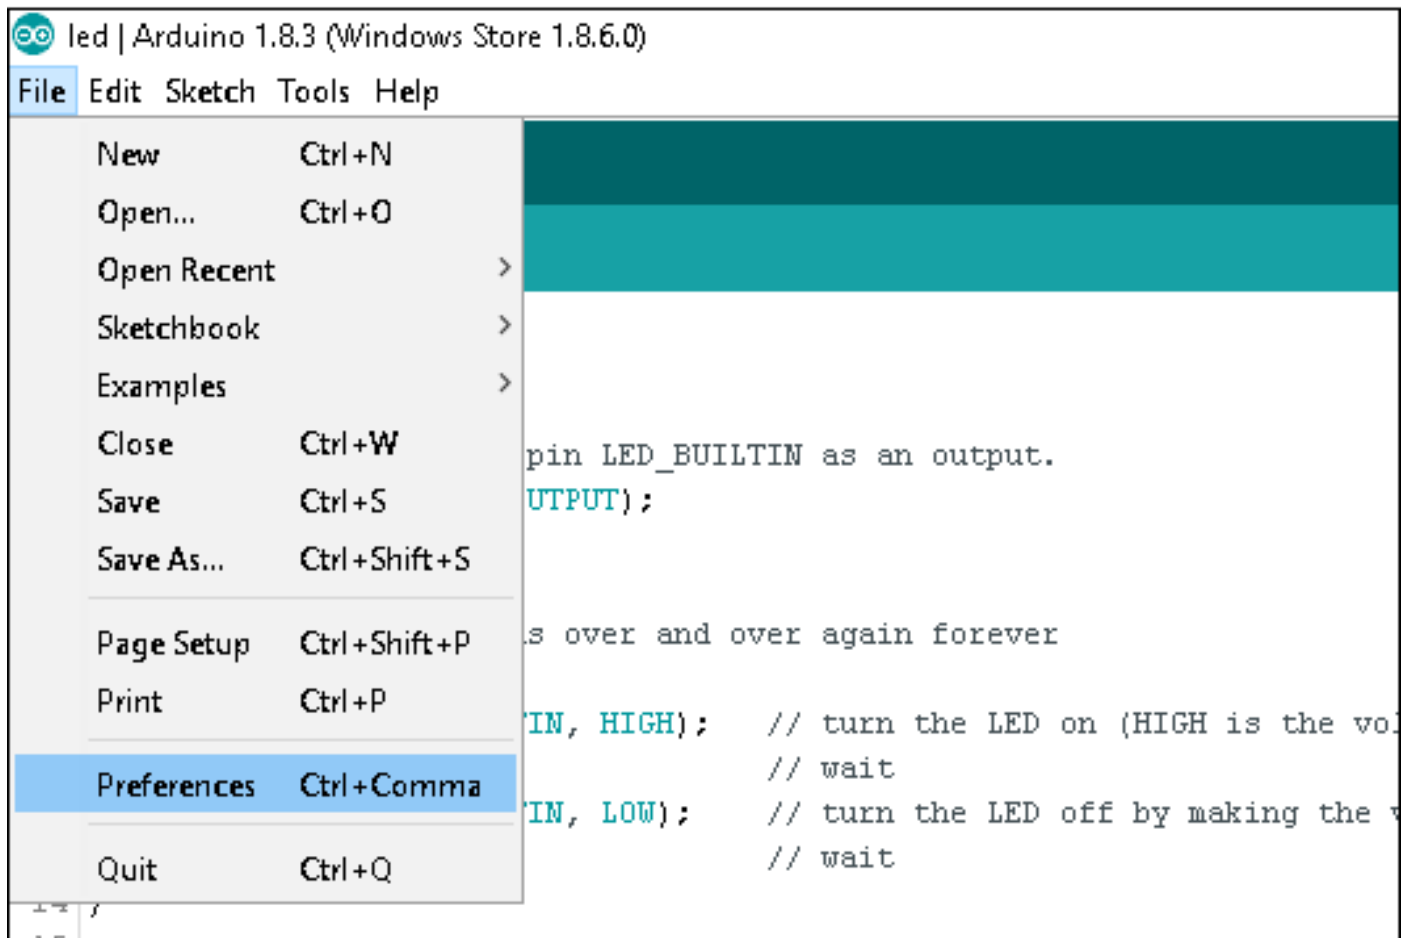 led | Arduino 1.8.3 (Windows Store 1.8.6.0)
File Edit Sketch Tools Help
New Ctrl+N
Open... Ctrl+O
Open Recent
Sketchbook
Examples
Close Ctrl+W
Save Ctrl+S
Save As... Ctrl+Shift+S
Page Setup Ctrl+Shift+P
Print Ctrl+P
Preferences Ctrl+Comma
Quit Ctrl+Q
pin LED_BUILTIN as an output.
UTPUT);
s over and over again forever
TIN, HIGH); // turn the LED on (HIGH is the
// wait
TIN, LOW); // turn the LED off by making the
// wait
14 }